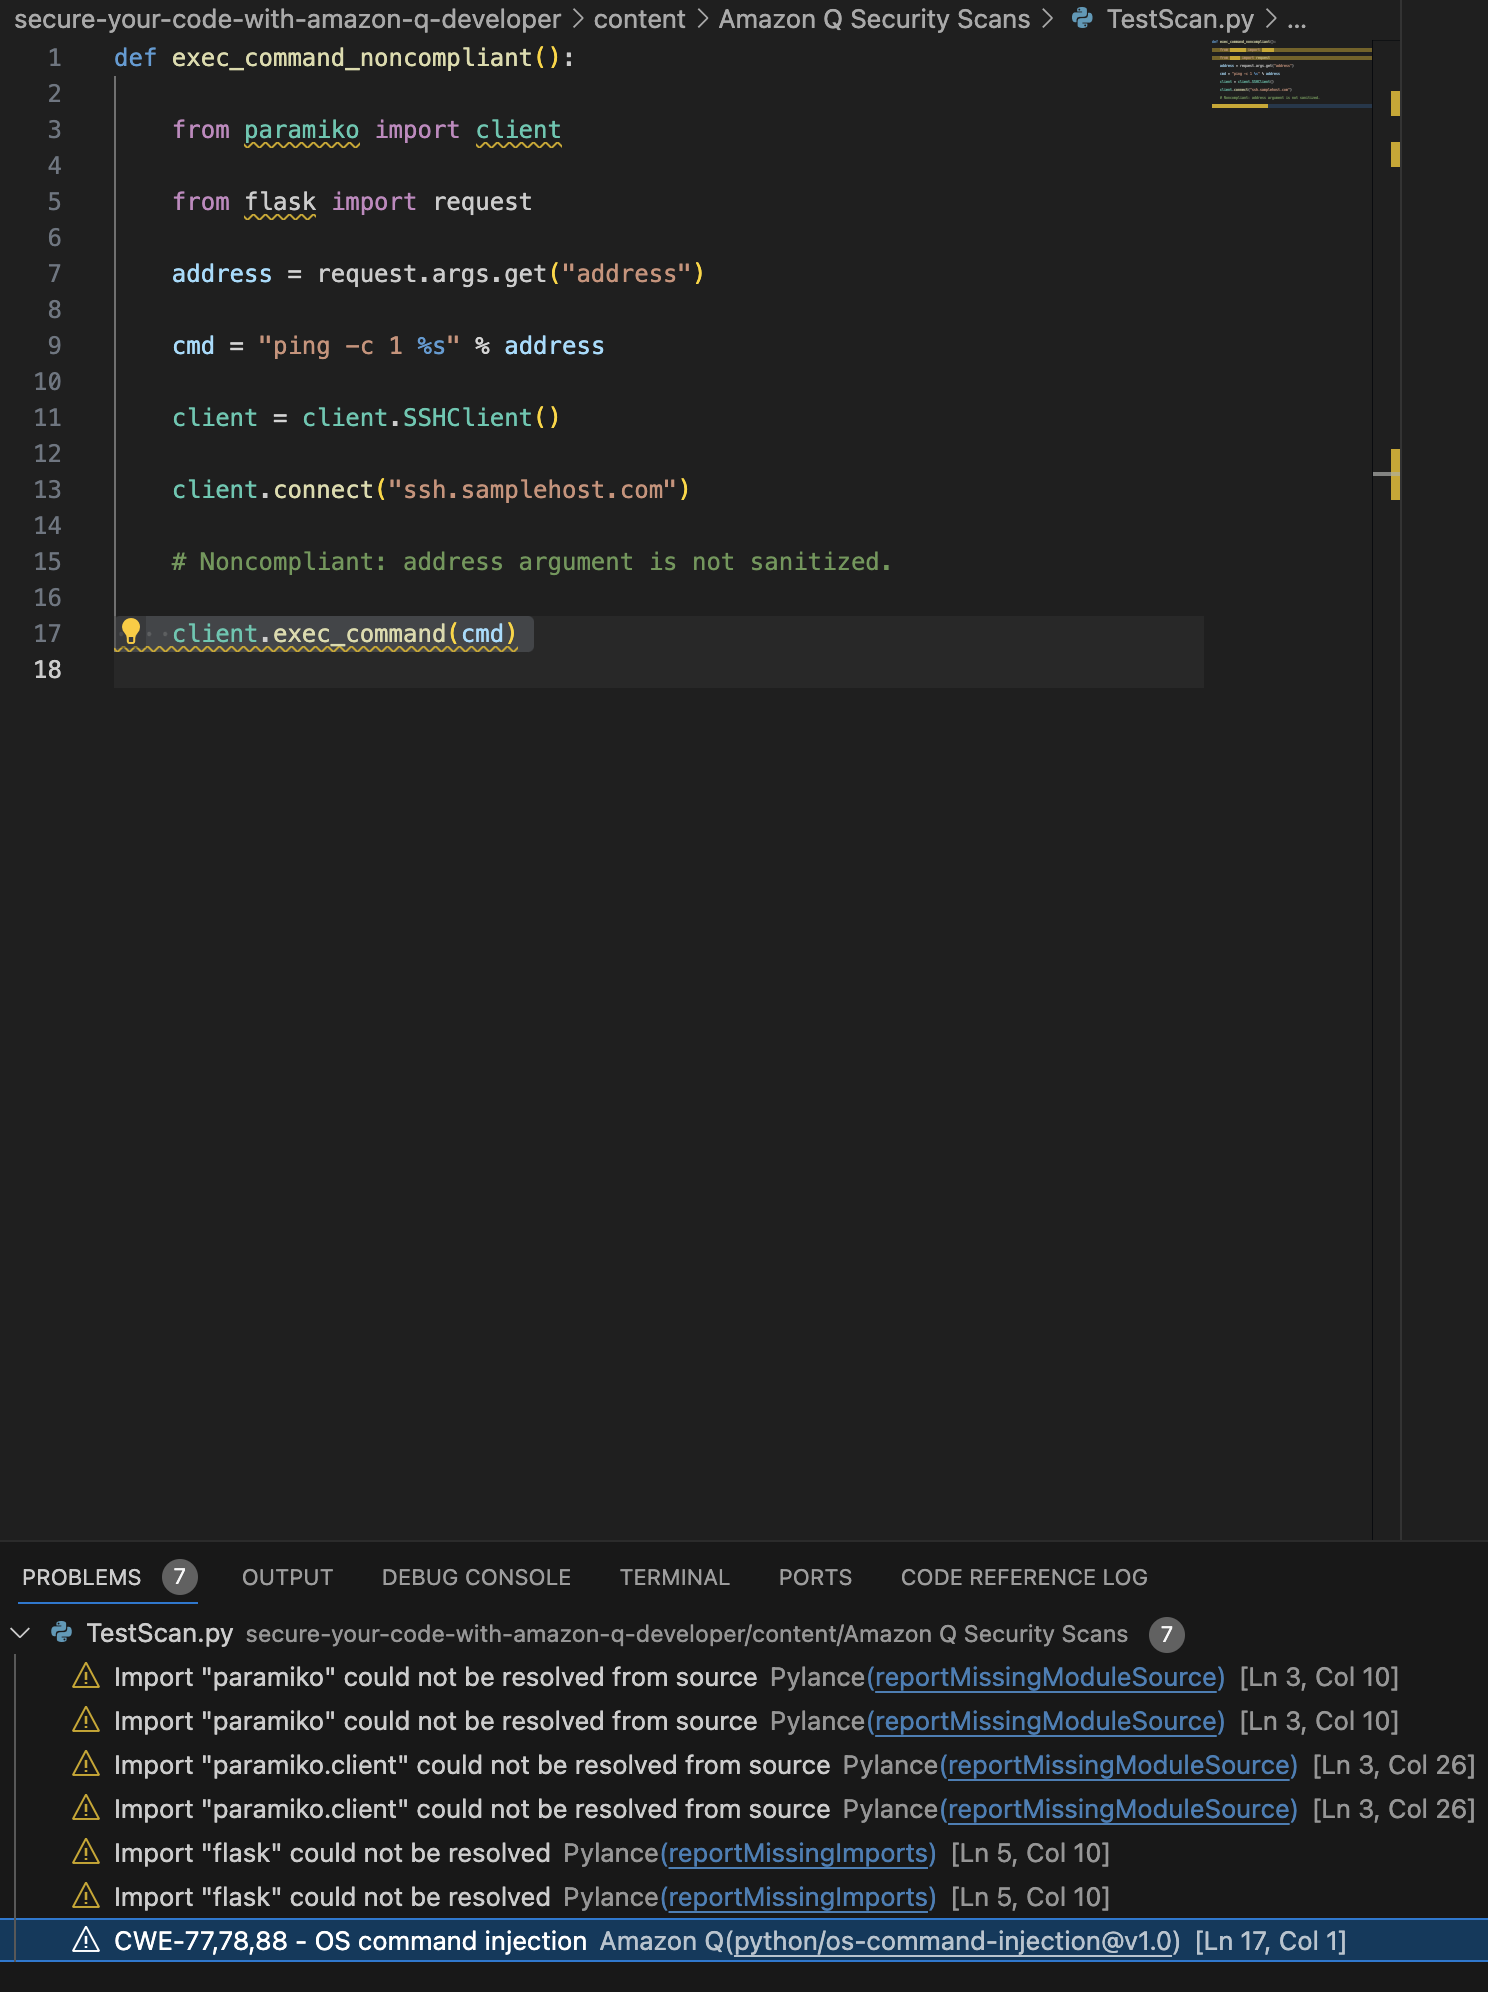 secure-your-code-with-amazon-q-developer > content > Amazon Q Security Scans > TestScan.py > ...
1 def exec_command_noncompliant():
2
3 from paramiko import client
4
5 from flask import request
6
7 address = request.args.get("address")
8
9 cmd = "ping -c 1 %s" % address
10
11 client = client.SSHClient()
12
13 client.connect("ssh.samplehost.com")
14
15 # Noncompliant: address argument is not sanitized.
16
17 client.exec_command(cmd)
18
PROBLEMS 7 OUTPUT DEBUG CONSOLE TERMINAL PORTS CODE REFERENCE LOG
TestScan.py secure-your-code-with-amazon-q-developer/content/Amazon Q Security Scans 7
Import "paramiko" could not be resolved from source Pylance(reportMissingModuleSource) [Ln 3, Col 10]
Import "paramiko" could not be resolved from source Pylance(reportMissingModuleSource) [Ln 3, Col 10]
Import "paramiko.client" could not be resolved from source Pylance(reportMissingModuleSource) [Ln 3, Col 26]
Import "paramiko.client" could not be resolved from source Pylance(reportMissingModuleSource) [Ln 3, Col 26]
Import "flask" could not be resolved Pylance(reportMissingImports) [Ln 5, Col 10]
Import "flask" could not be resolved Pylance(reportMissingImports) [Ln 5, Col 10]
CWE-77,78,88 - OS command injection Amazon Q(python/os-command-injection@v1.0) [Ln 17, Col 1]